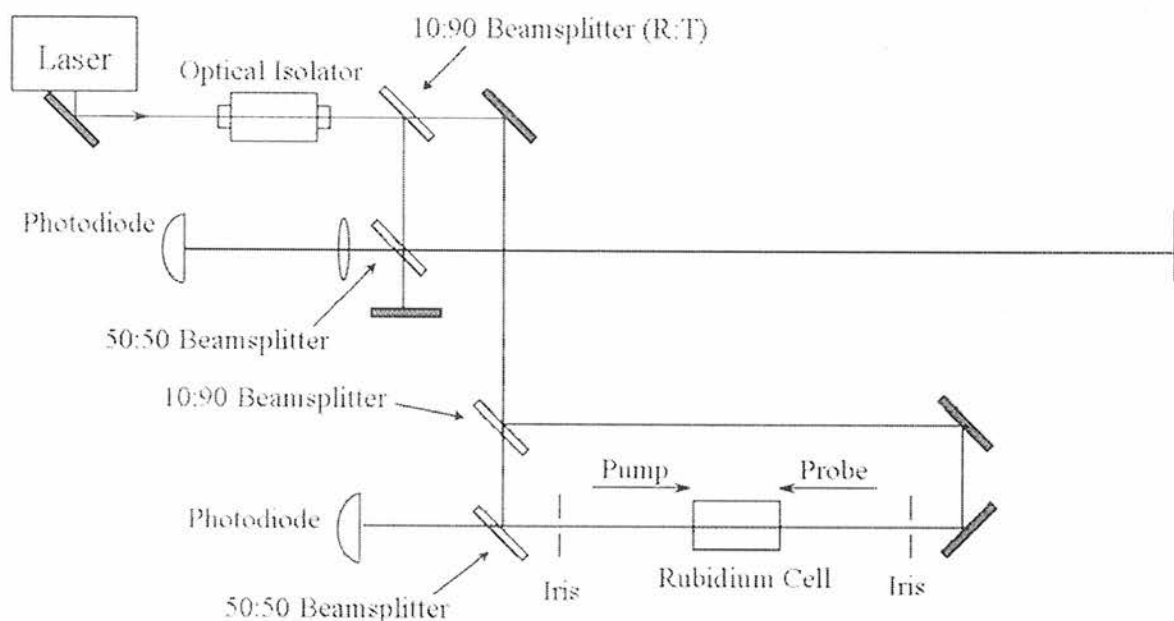 10:90 Beamsplitter (R:T)
Laser
Optical Isolator
Photodiode
50:50 Beamsplitter
10:90 Beamsplitter
Pump
Probe
Photodiode
Iris
Rubidium Cell
Iris
50:50 Beamsplitter